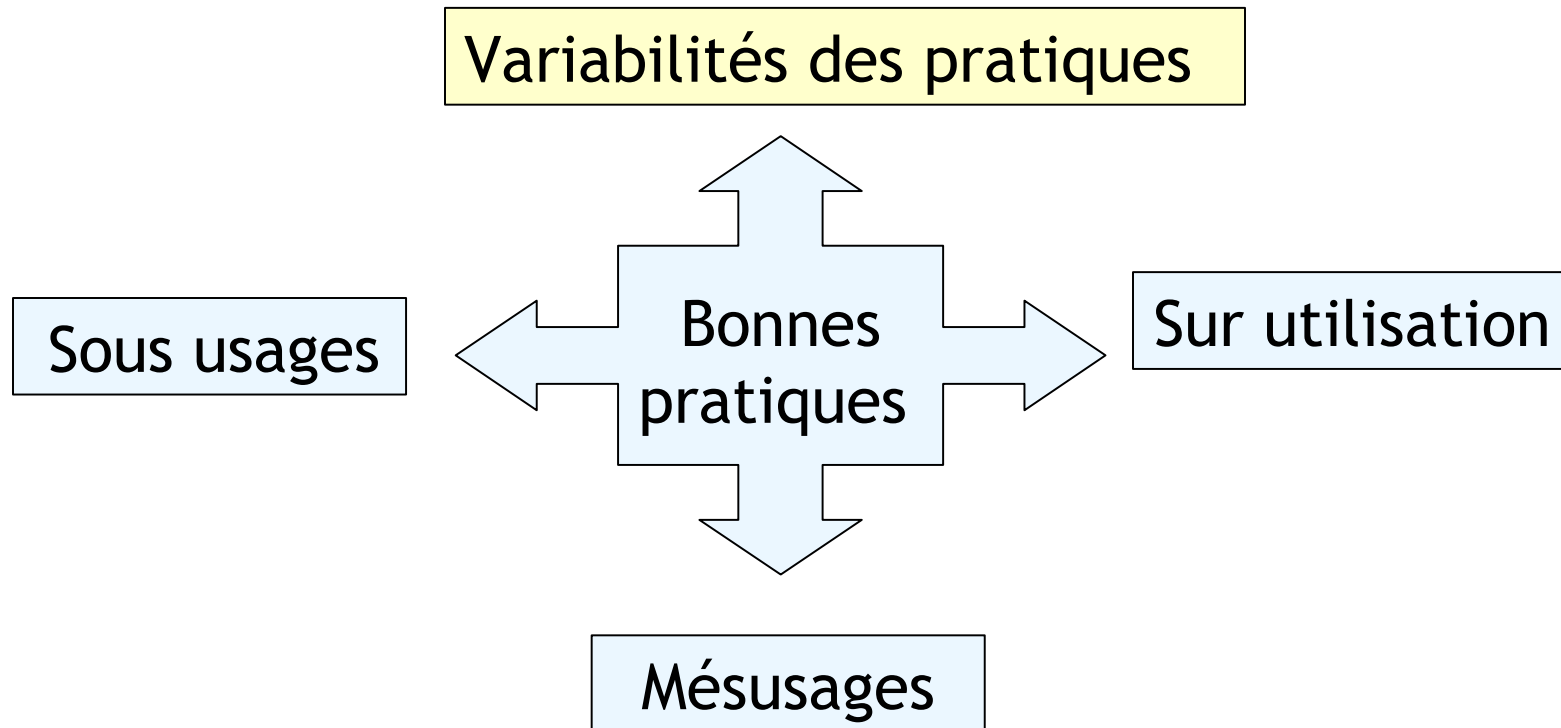 Variabilités des pratiques
Sous usages
Bonnes
pratiques
Sur utilisation
Mésusages